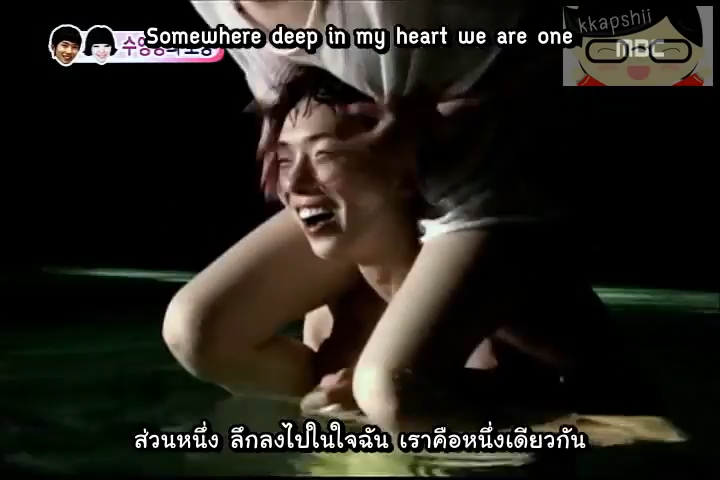 Somewhere deep in my heart we are one
kkapshii
MBC
ส่วนหนึ่ง ลึกลงไปในใจฉัน เราคือหนึ่งเดียวกัน